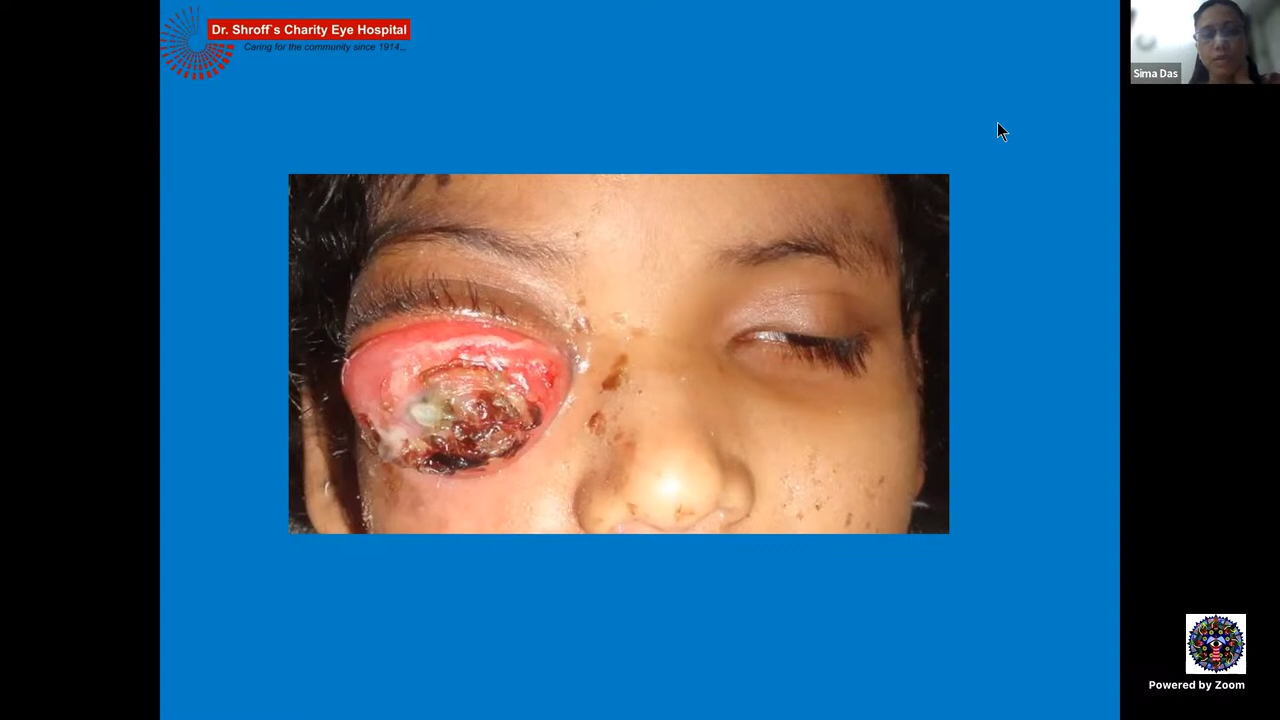 Dr. Shroff`s Charity Eye Hospital
Caring for the community since 1914...
Sima Das
Powered by Zoom